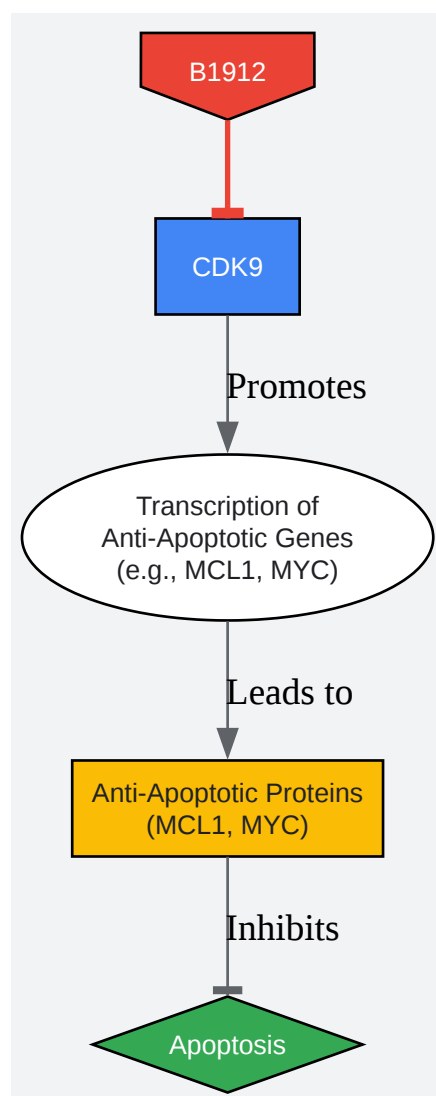 B1912
CDK9
Promotes
Transcription of
Anti-Apoptotic Genes
(e.g., MCL1, MYC)
Leads to
Anti-Apoptotic Proteins
(MCL1, MYC)
Inhibits
Apoptosis